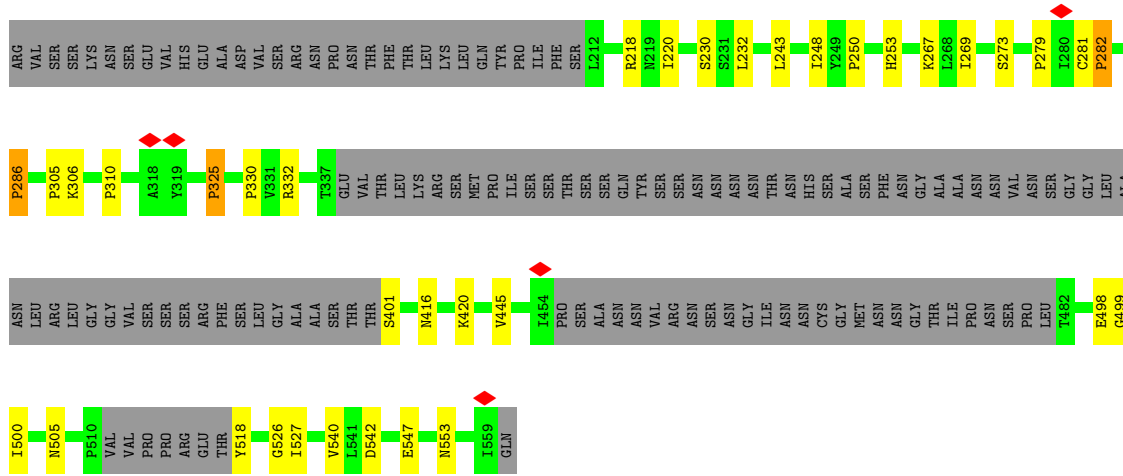 ARG VAL SER SER LYS ASN SER GLU VAL HIS GLU ALA ASP VAL SER ARG ASN PRO ASN THR PHE THR LEU LYS LEU GLN TYR PRO ILE PHE SER L212 R218 N219 I220 S230 S231 L232 L243 I248 Y249 P250 H253 K267 L268 I269 S273 P279 I280 C281 P282
P286 P305 K306 P310 A318 Y319 P325 P330 V331 R332 T337 GLU VAL THR LEU LYS ARG SER MET PRO ILE SER SER THR SER SER GLN TYR SER SER ASN ASN ASN ASN THR ASN HIS SER ALA SER PHE ASN GLY ALA ALA ASN ASN VAL ASN SER GLY GLY LEU ALA
ASN LEU ARG LEU GLY GLY VAL SER SER SER ARG PHE SER LEU GLY ALA ALA SER THR THR S401 N416 K420 V445 I454 PRO SER ALA ASN ASN VAL ARG ASN SER ASN GLY ILE ASN ASN CYS GLY MET ASN ASN GLY THR ILE PRO ASN SER PRO LEU T482 E498 G499
I500 N505 P510 VAL VAL PRO PRO ARG GLU THR Y518 G526 I527 V540 L541 D542 E547 N553 I559 GLN